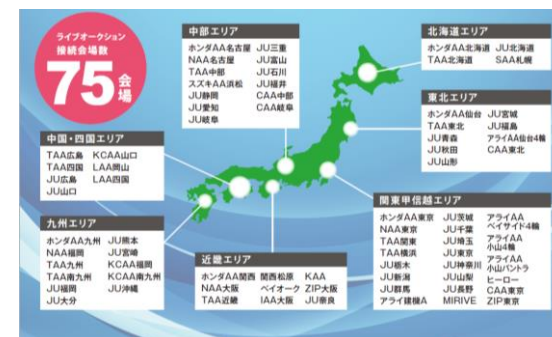 ライブオークション
接続会場数
75会場
中部エリア
ホンダAA名古屋 JU三重
NAA名古屋 JU富山
TAA中部 JU石川
スズキAA浜松 JU福井
JU静岡 CAA中部
JU愛知 CAA岐阜
JU岐阜
北海道エリア
ホンダAA北海道 JU北海道
TAA北海道 SAA札幌
東北エリア
ホンダAA仙台 JU宮城
TAA東北 JU福島
JU青森 アライAA仙台4輪
JU秋田 CAA東北
JU山形
中国・四国エリア
TAA広島 KCAA山口
TAA四国 LAA岡山
JU広島 LAA四国
JU山口
九州エリア
ホンダAA九州 JU熊本
NAA福岡 JU宮崎
TAA九州 KCAA福岡
TAA南九州 KCAA南九州
JU福岡 JU沖縄
JU大分
近畿エリア
ホンダAA関西 関西松原 KAA
NAA大阪 ベイオーク ZIP大阪
TAA近畿 IAA大阪 JU奈良
関東甲信越エリア
ホンダAA東京 JU茨城 アライAA
ベイサイド4輪
NAA東京 JU千葉
TAA関東 JU埼玉 アライAA
小山4輪
TAA横浜 JU東京
JU栃木 JU神奈川 アライAA
小山バントラ
JU新潟 JU山梨 ヒーロー
JU群馬 JU長野 CAA東京
アライ建機A MIRIVE ZIP東京